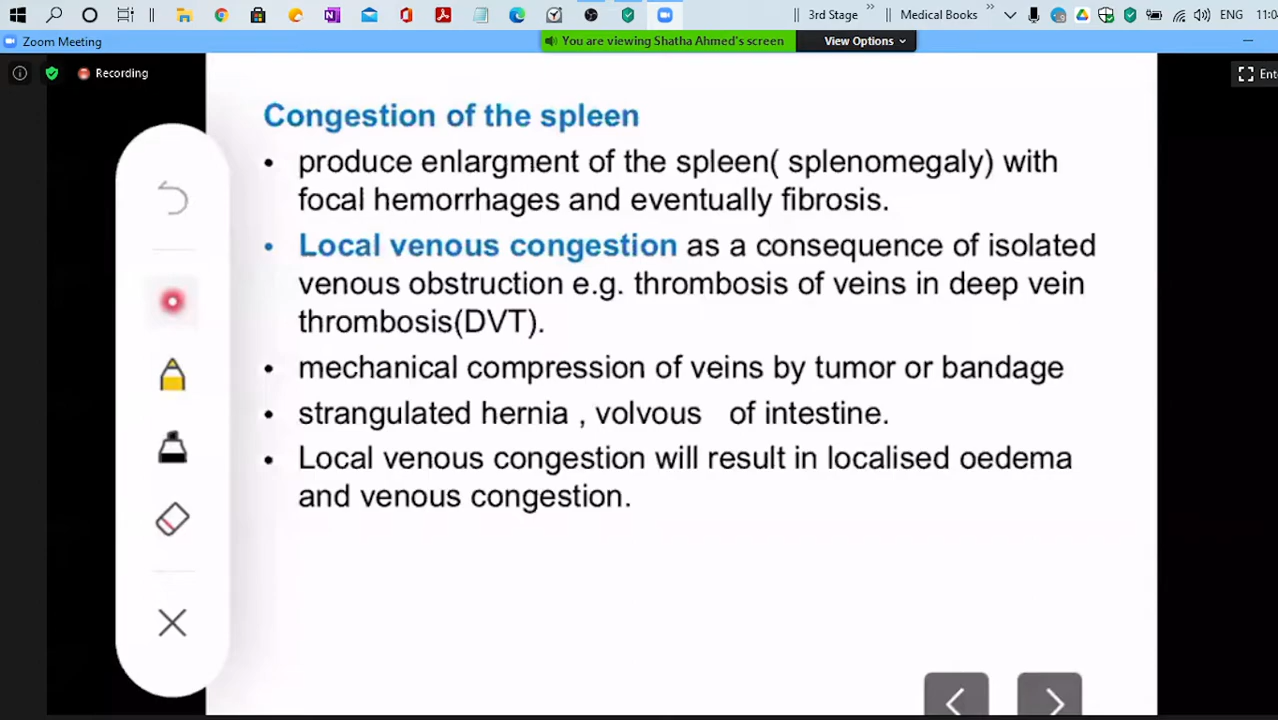 3rd Stage
Medical Books
ENG
11:0
Zoom Meeting
You are viewing Shatha Ahmed's screen
View Options
Recording
Ent
Congestion of the spleen
• produce enlargment of the spleen( splenomegaly) with
focal hemorrhages and eventually fibrosis.
• Local venous congestion as a consequence of isolated
venous obstruction e.g. thrombosis of veins in deep vein
thrombosis(DVT).
• mechanical compression of veins by tumor or bandage
• strangulated hernia , volvous of intestine.
• Local venous congestion will result in localised oedema
and venous congestion.